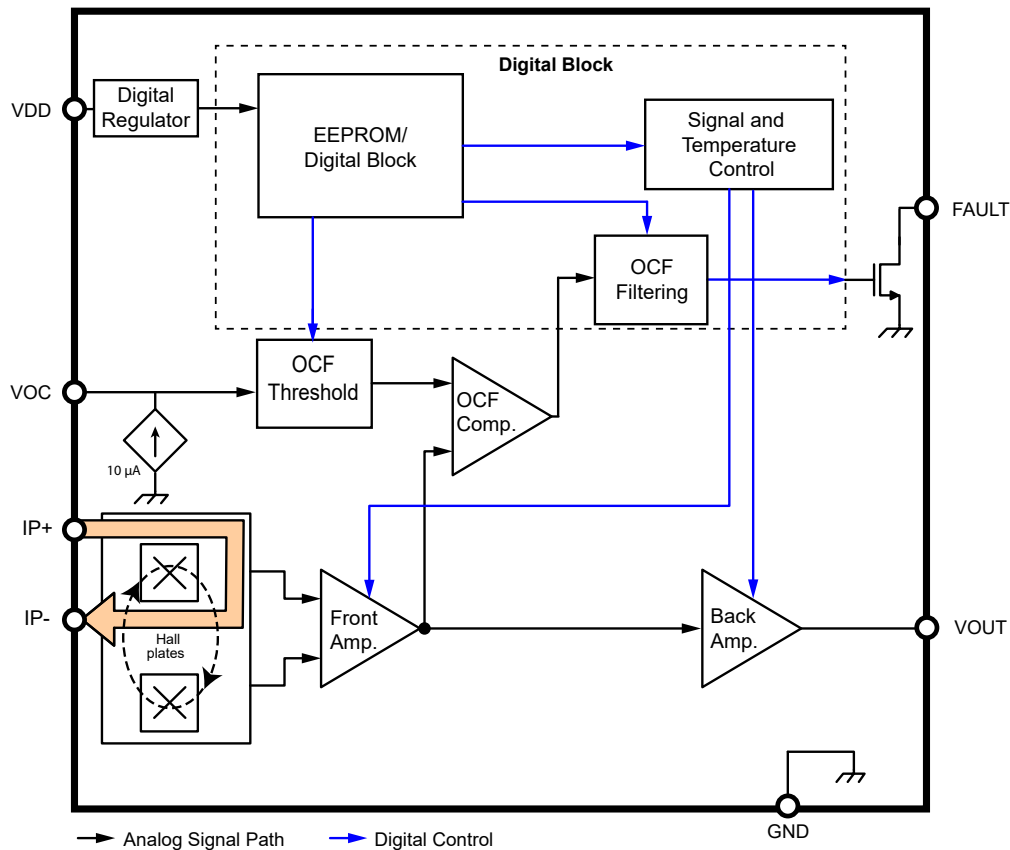 Digital Block
VDD
Digital
Regulator
EEPROM/
Digital Block
Signal and
Temperature
Control
FAULT
OCF
Filtering
VOC
OCF
Threshold
OCF
Comp.
10 µA
IP+
IP-
Hall
plates
Front
Amp.
Back
Amp.
VOUT
GND
Analog Signal Path
Digital Control